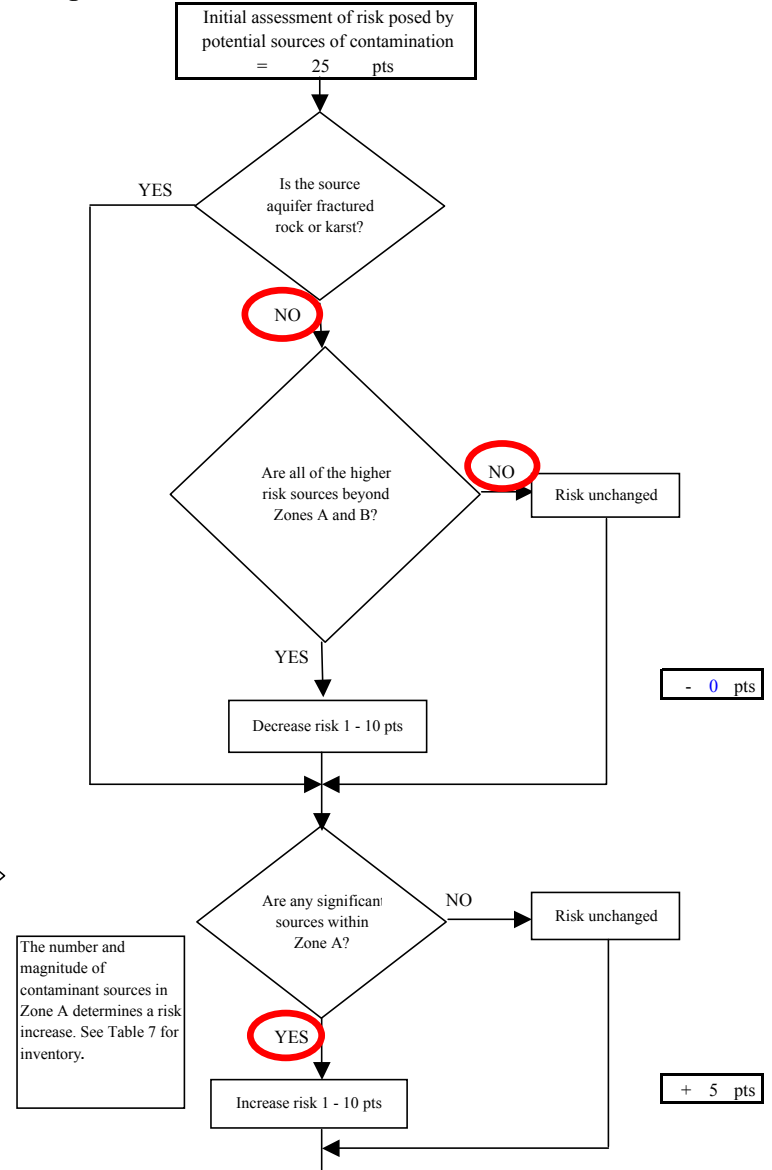 Initial assessment of risk posed by
potential sources of contamination
= 25 pts
YES
Is the source
aquifer fractured
rock or karst?
NO
Are all of the higher
risk sources beyond
Zones A and B?
NO
Risk unchanged
YES
- 0 pts
Decrease risk 1 - 10 pts
Are any significant
sources within
Zone A?
NO
Risk unchanged
The number and
magnitude of
contaminant sources in
Zone A determines a risk
increase. See Table 7 for
inventory.
YES
+ 5 pts
Increase risk 1 - 10 pts